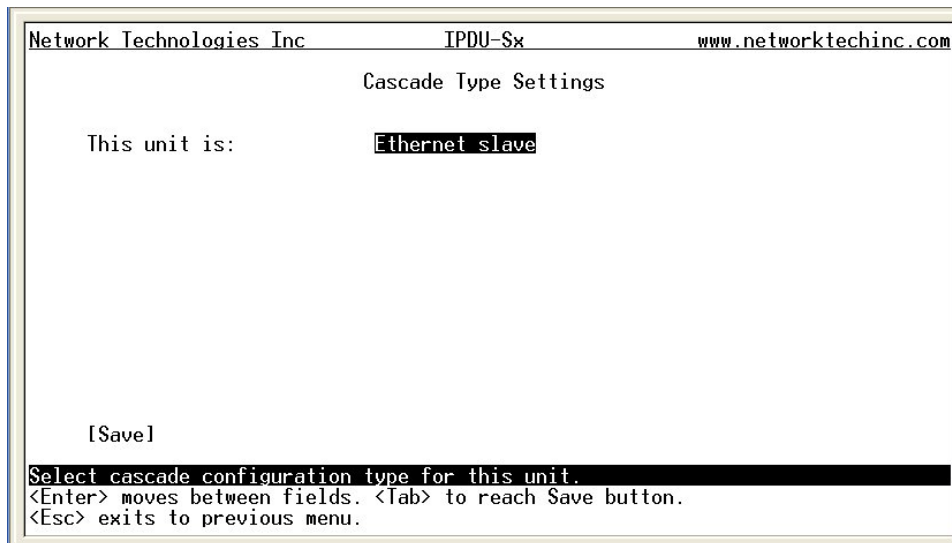 Network Technologies Inc IPDU-Sx www.networktechinc.com
Cascade Type Settings
This unit is: Ethernet slave
[Save]
Select cascade configuration type for this unit.
<Enter> moves between fields. <Tab> to reach Save button.
<Esc> exits to previous menu.